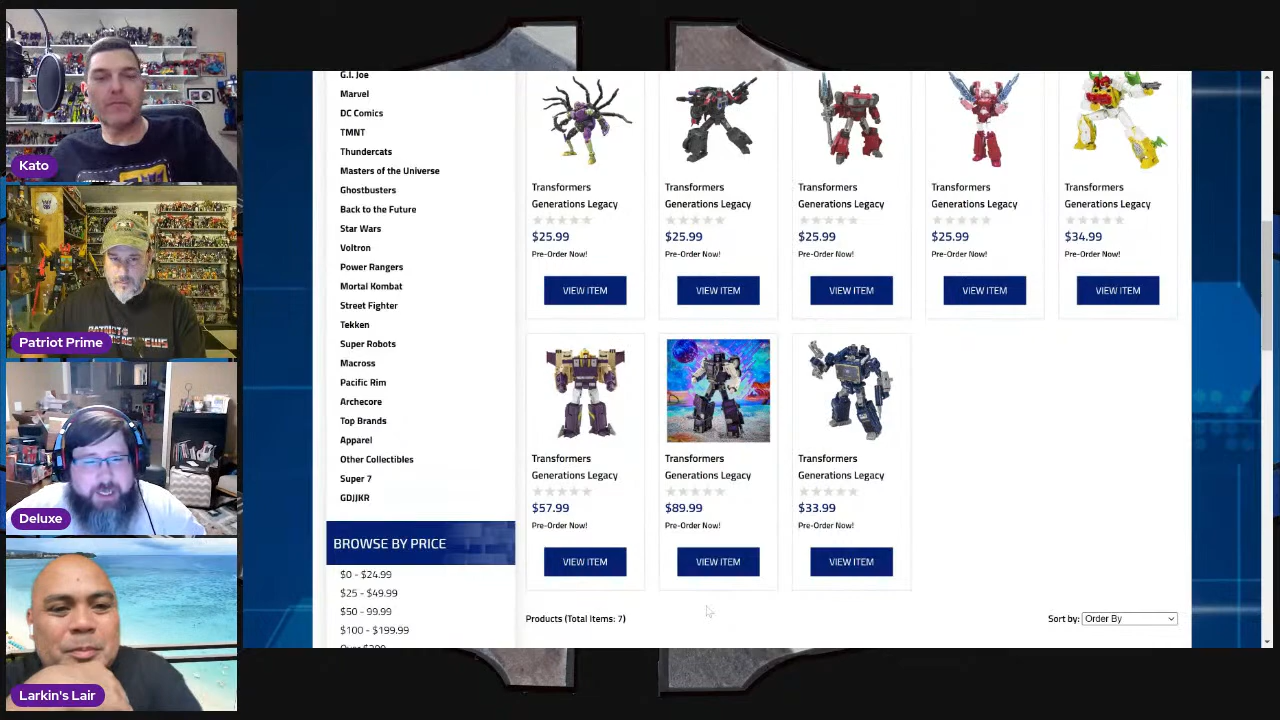 Kato
PATRIOT PRIME
Patriot Prime
Deluxe
Larkin's Lair
G.I. Joe
Marvel
DC Comics
TMNT
Thundercats
Masters of the Universe
Ghostbusters
Back to the Future
Star Wars
Voltron
Power Rangers
Mortal Kombat
Street Fighter
Tekken
Super Robots
Macross
Pacific Rim
Archecore
Top Brands
Apparel
Other Collectibles
Super 7
GDJJKR
BROWSE BY PRICE
$0 - $24.99
$25 - $49.99
$50 - 99.99
$100 - $199.99
Over $200
Transformers
Generations Legacy
$25.99
Pre-Order Now!
VIEW ITEM
Transformers
Generations Legacy
$25.99
Pre-Order Now!
VIEW ITEM
Transformers
Generations Legacy
$25.99
Pre-Order Now!
VIEW ITEM
Transformers
Generations Legacy
$25.99
Pre-Order Now!
VIEW ITEM
Transformers
Generations Legacy
$34.99
Pre-Order Now!
VIEW ITEM
Transformers
Generations Legacy
$57.99
Pre-Order Now!
VIEW ITEM
Transformers
Generations Legacy
$89.99
Pre-Order Now!
VIEW ITEM
Transformers
Generations Legacy
$33.99
Pre-Order Now!
VIEW ITEM
Products (Total Items: 7)
Sort by: Order By